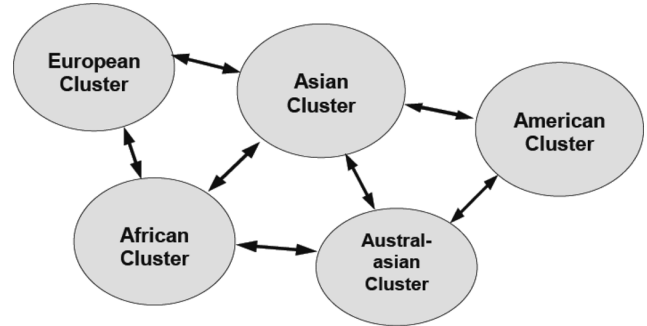 European
Cluster
Asian
Cluster
American
Cluster
African
Cluster
Austral-
asian
Cluster